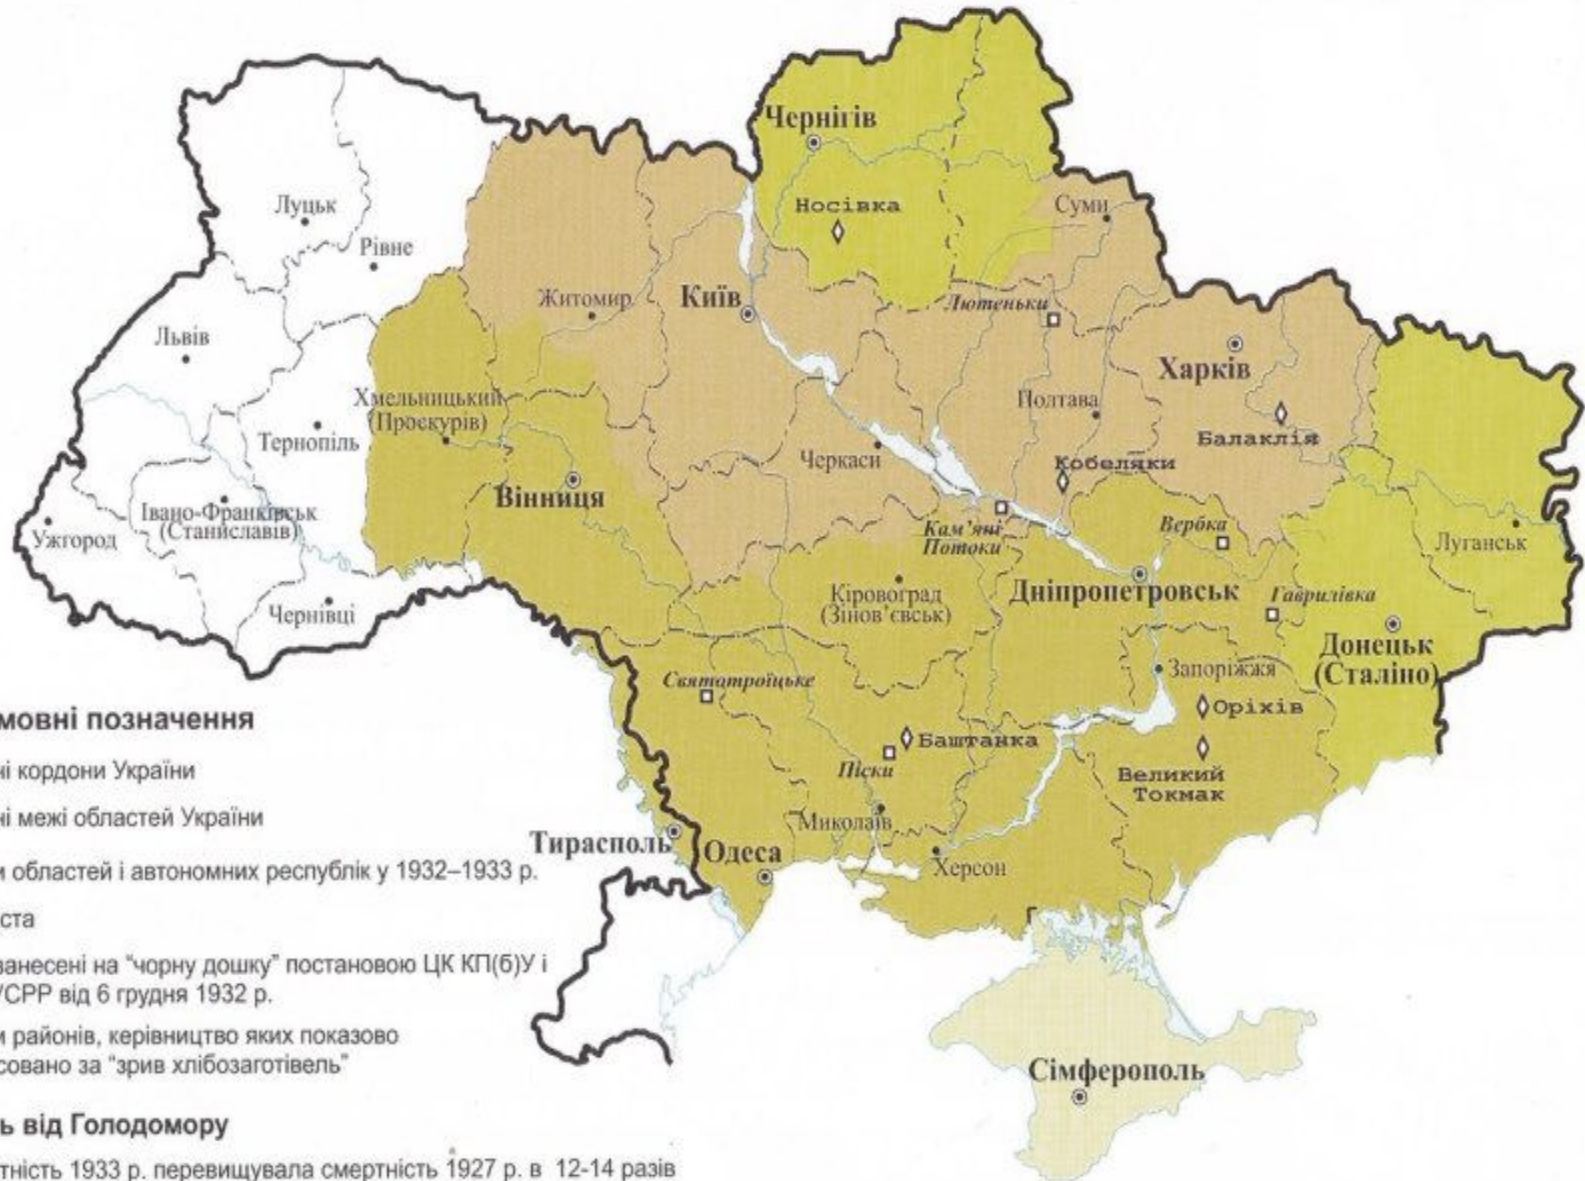 Чернігів
Носівка
Суми
Луцьк
Рівне
Житомир
Київ
Лютеньки
Львів
Харків
Хмельницький
(Проскурів)
Полтава
Тернопіль
Балаклія
Черкаси
Кобеляки
Вінниця
Івано-Франківськ
(Станиславів)
Ужгород
Кам’яні
Потоки
Вербка
Луганськ
Чернівці
Кіровоград
(Зінов’євськ)
Дніпропетровськ
Гаврилівка
Донецьк
(Сталіно)
Запоріжжя
Святотроїцьке
Оріхів
Баштанка
Піски
Великий
Токмак
Миколаїв
Тирасполь
Одеса
Херсон
Сімферополь
мовні позначення
ні кордони України
ні межі областей України
и областей і автономних республік у 1932–1933 р.
ста
занесені на “чорну дошку” постановою ЦК КП(б)У і
УСРР від 6 грудня 1932 р.
и районів, керівництво яких показово
совано за “зрив хлібозаготівель”
ь від Голодомору
тність 1933 р. перевищувала смертність 1927 р. в 12-14 разів